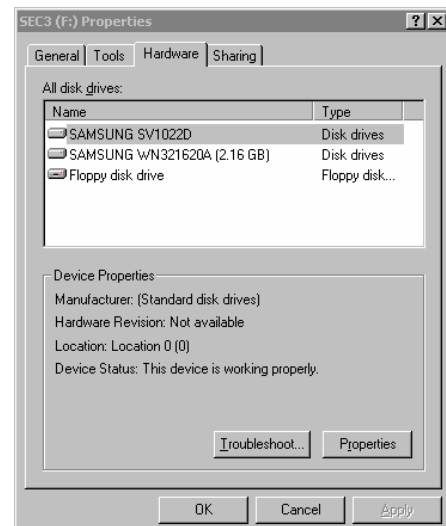 SEC3 (F:) Properties
General Tools Hardware Sharing
All disk drives:
Name Type
SAMSUNG SV1022D Disk drives
SAMSUNG WN321620A (2.16 GB) Disk drives
Floppy disk drive Floppy disk...
Device Properties
Manufacturer: (Standard disk drives)
Hardware Revision: Not available
Location: Location 0 (0)
Device Status: This device is working properly.
Troubleshoot... Properties
OK Cancel Apply